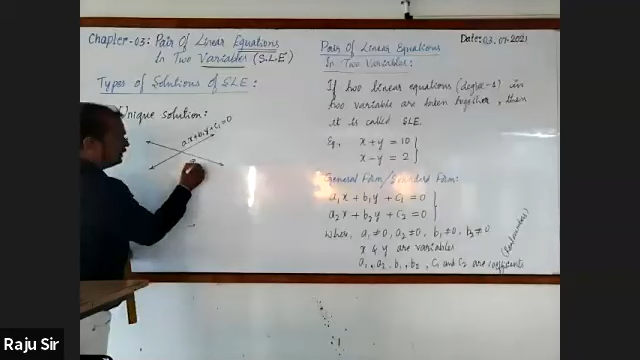 Chapter-03: Pair Of Linear Equations
In Two Variables (S.L.E)
Types of Solutions of SLE:
Unique solution:
a₁x+b₁y+c₁=0
Pair Of Linear Equations
In Two Variables:
Date: 03.07.2021
If two linear equations (degree-1) in
two variable are taken together, then
it is called SLE.
Eg, x+y = 10
x-y = 2
General Form/Standard Form:
a₁x + b₁y + c₁ = 0
a₂x + b₂y + c₂ = 0
where, a₁≠0, a₂≠0, b₁≠0, b₂≠0
x & y are variables
a₁, a₂, b₁, b₂, c₁ and c₂ are coefficients
(Real numbers)
Raju Sir